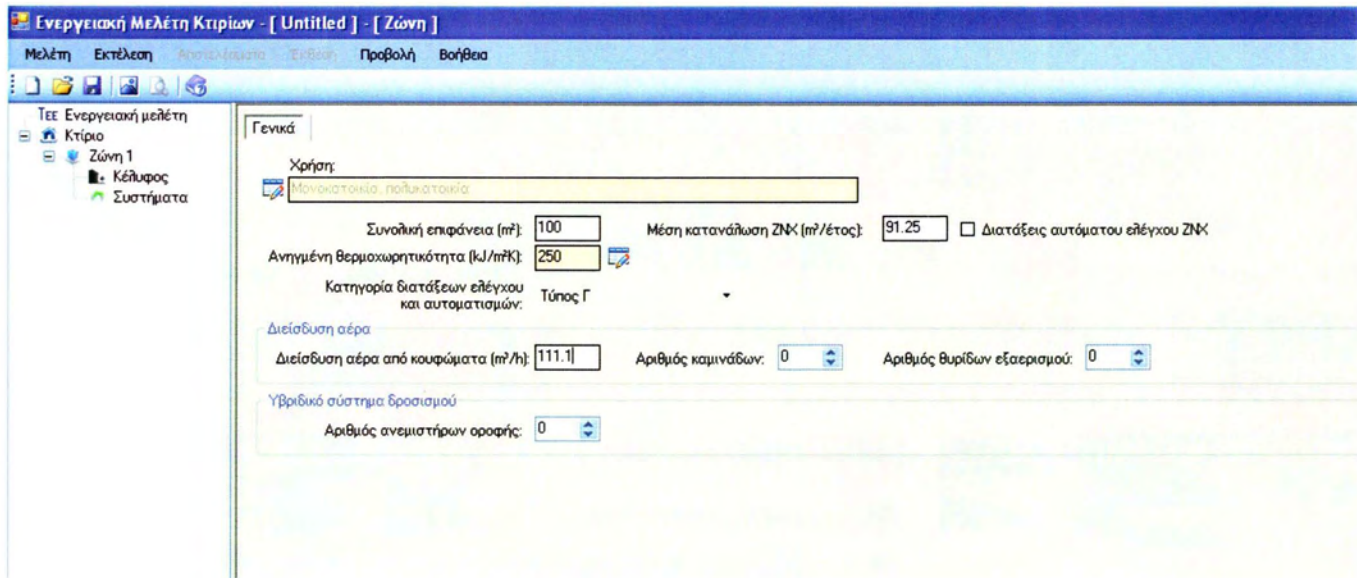 Ενεργειακή Μελέτη Κτιρίων - [ Untitled ] - [ Ζώνη ]
Μελέτη Εκτέλεση Αποτελέσματα Έκθεση Προβολή Βοήθεια
ΤΕΕ Ενεργειακή μελέτη
Κτίριο
Ζώνη 1
Κέλυφος
Συστήματα
Γενικά
Χρήση:
Μονοκατοικία, πολυκατοικία
Συνολική επιφάνεια (m²): 100 Μέση κατανάλωση ΖΝΧ (m³/έτος): 91.25 Διατάξεις αυτόματου ελέγχου ΖΝΧ
Ανηγμένη θερμοχωρητικότητα (kJ/m²K): 250
Κατηγορία διατάξεων ελέγχου
και αυτοματισμών: Τύπος Γ
Διείσδυση αέρα
Διείσδυση αέρα από κουφώματα (m³/h): 111.1 Αριθμός καμινάδων: 0 Αριθμός θυρίδων εξαερισμού: 0
Υβριδικό σύστημα δροσισμού
Αριθμός ανεμιστήρων οροφής: 0